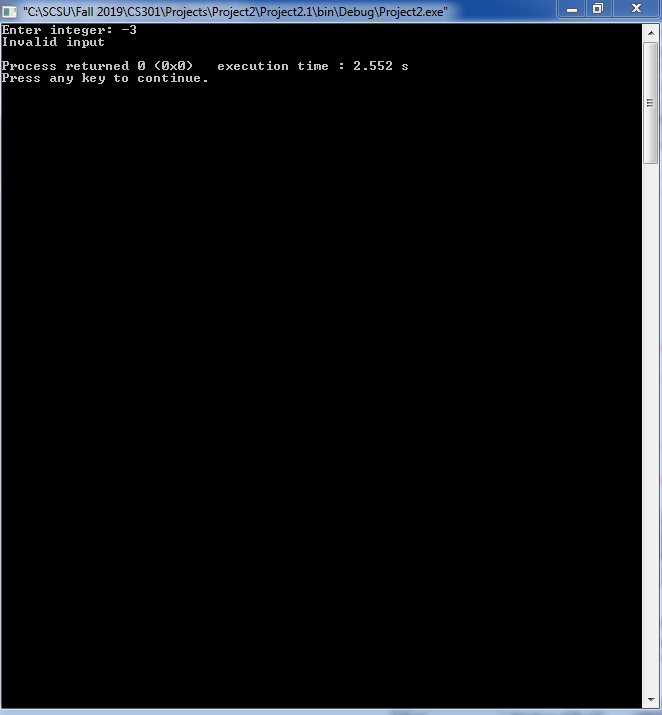 "C:\SCSU\Fall 2019\CS301\Projects\Project2\Project2.1\bin\Debug\Project2.exe"
Enter integer: -3
Invalid input
Process returned 0 (0x0)   execution time : 2.552 s
Press any key to continue.